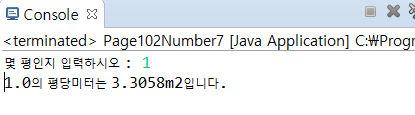 Console
<terminated> Page102Number7 [Java Application] C:₩Progr
몇 평인지 입력하시오 : 1
1.0의 평당미터는 3.3058m2입니다.